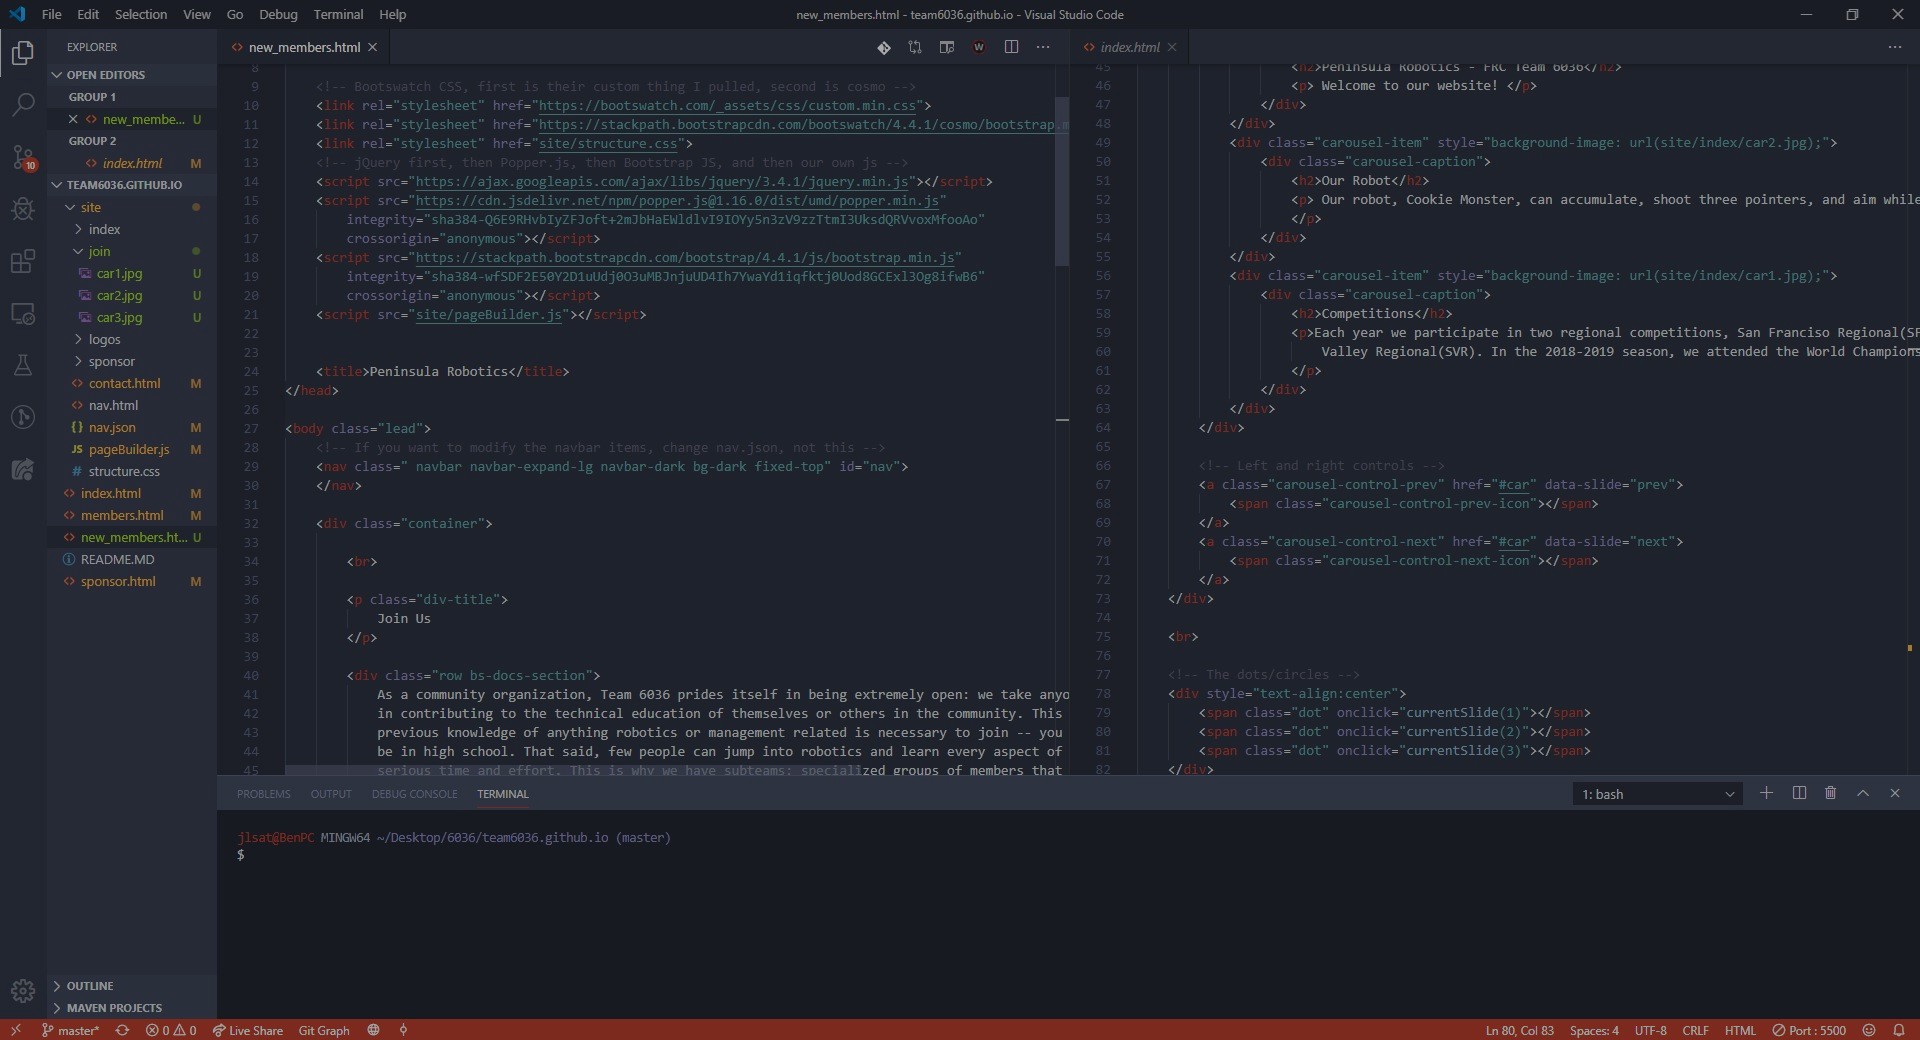 File Edit Selection View Go Debug Terminal Help
new_members.html - team6036.github.io - Visual Studio Code
EXPLORER
OPEN EDITORS
GROUP 1
new_membe... U
GROUP 2
index.html M
10
TEAM6036.GITHUB.IO
site
index
join
car1.jpg U
car2.jpg U
car3.jpg U
logos
sponsor
contact.html M
nav.html
{} nav.json M
JS pageBuilder.js M
# structure.css
index.html M
members.html M
new_members.ht... U
README.MD
sponsor.html M
OUTLINE
MAVEN PROJECTS
new_members.html
W
8
9 <!-- Bootswatch CSS, first is their custom thing I pulled, second is cosmo -->
10 <link rel="stylesheet" href="https://bootswatch.com/_assets/css/custom.min.css">
11 <link rel="stylesheet" href="https://stackpath.bootstrapcdn.com/bootswatch/4.4.1/cosmo/bootstrap.m
12 <link rel="stylesheet" href="site/structure.css">
13 <!-- jQuery first, then Popper.js, then Bootstrap JS, and then our own js -->
14 <script src="https://ajax.googleapis.com/ajax/libs/jquery/3.4.1/jquery.min.js"></script>
15 <script src="https://cdn.jsdelivr.net/npm/popper.js@1.16.0/dist/umd/popper.min.js"
16 integrity="sha384-Q6E9RHvbIyZFJoft+2mJbHaEWldlvI9IOYy5n3zV9zzTtmI3UksdQRVvoxMfooAo"
17 crossorigin="anonymous"></script>
18 <script src="https://stackpath.bootstrapcdn.com/bootstrap/4.4.1/js/bootstrap.min.js"
19 integrity="sha384-wfSDF2E50Y2D1uUdj0O3uMBJnjuUD4Ih7YwaYd1iqfktj0Uod8GCExl3Og8ifwB6"
20 crossorigin="anonymous"></script>
21 <script src="site/pageBuilder.js"></script>
22
23
24 <title>Peninsula Robotics</title>
25 </head>
26
27 <body class="lead">
28 <!-- If you want to modify the navbar items, change nav.json, not this -->
29 <nav class=" navbar navbar-expand-lg navbar-dark bg-dark fixed-top" id="nav">
30 </nav>
31
32 <div class="container">
33
34 <br>
35
36 <p class="div-title">
37 Join Us
38 </p>
39
40 <div class="row bs-docs-section">
41 As a community organization, Team 6036 prides itself in being extremely open: we take anyo
42 in contributing to the technical education of themselves or others in the community. This
43 previous knowledge of anything robotics or management related is necessary to join -- you
44 be in high school. That said, few people can jump into robotics and learn every aspect of
45 serious time and effort. This is why we have subteams: specialized groups of members that
index.html
45 <h2>Peninsula Robotics - FRC Team 6036</h2>
46 <p> Welcome to our website! </p>
47 </div>
48 </div>
49 <div class="carousel-item" style="background-image: url(site/index/car2.jpg);">
50 <div class="carousel-caption">
51 <h2>Our Robot</h2>
52 <p> Our robot, Cookie Monster, can accumulate, shoot three pointers, and aim while
53 </p>
54 </div>
55 </div>
56 <div class="carousel-item" style="background-image: url(site/index/car1.jpg);">
57 <div class="carousel-caption">
58 <h2>Competitions</h2>
59 <p>Each year we participate in two regional competitions, San Franciso Regional(SF
60 Valley Regional(SVR). In the 2018-2019 season, we attended the World Champions
61 </p>
62 </div>
63 </div>
64 </div>
65
66 <!-- Left and right controls -->
67 <a class="carousel-control-prev" href="#car" data-slide="prev">
68 <span class="carousel-control-prev-icon"></span>
69 </a>
70 <a class="carousel-control-next" href="#car" data-slide="next">
71 <span class="carousel-control-next-icon"></span>
72 </a>
73 </div>
74
75 <br>
76
77 <!-- The dots/circles -->
78 <div style="text-align:center">
79 <span class="dot" onclick="currentSlide(1)"></span>
80 <span class="dot" onclick="currentSlide(2)"></span>
81 <span class="dot" onclick="currentSlide(3)"></span>
82 </div>
PROBLEMS OUTPUT DEBUG CONSOLE TERMINAL
1: bash
jlsat@BenPC MINGW64 ~/Desktop/6036/team6036.github.io (master)
$
master* 0 0 Live Share Git Graph
Ln 80, Col 83 Spaces: 4 UTF-8 CRLF HTML Port : 5500